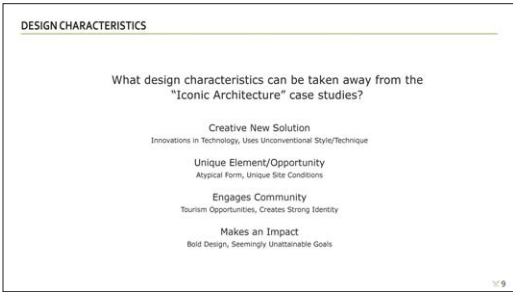 DESIGN CHARACTERISTICS
What design characteristics can be taken away from the
“Iconic Architecture” case studies?
Creative New Solution
Innovations in Technology, Uses Unconventional Style/Technique
Unique Element/Opportunity
Atypical Form, Unique Site Conditions
Engages Community
Tourism Opportunities, Creates Strong Identity
Makes an Impact
Bold Design, Seemingly Unattainable Goals
9